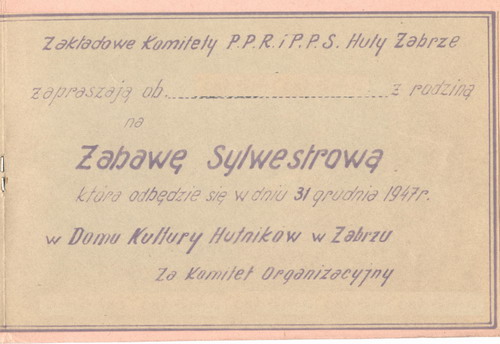 Zakładowe Komitety P.P.R. i P.P.S. Huty Zabrze
zapraszają ob. ........................ z rodziną
na
Zabawę Sylwestrową
która odbędzie się w dniu 31 grudnia 1947 r.
w Domu Kultury Hutnikow w Zabrzu
Za Komitet Organizacyjny